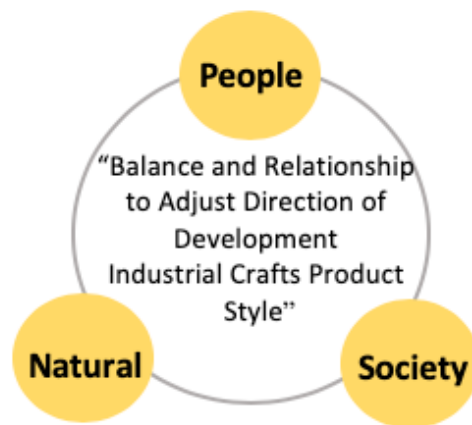 People
“Balance and Relationship
to Adjust Direction of
Development
Industrial Crafts Product
Style”
Natural
Society